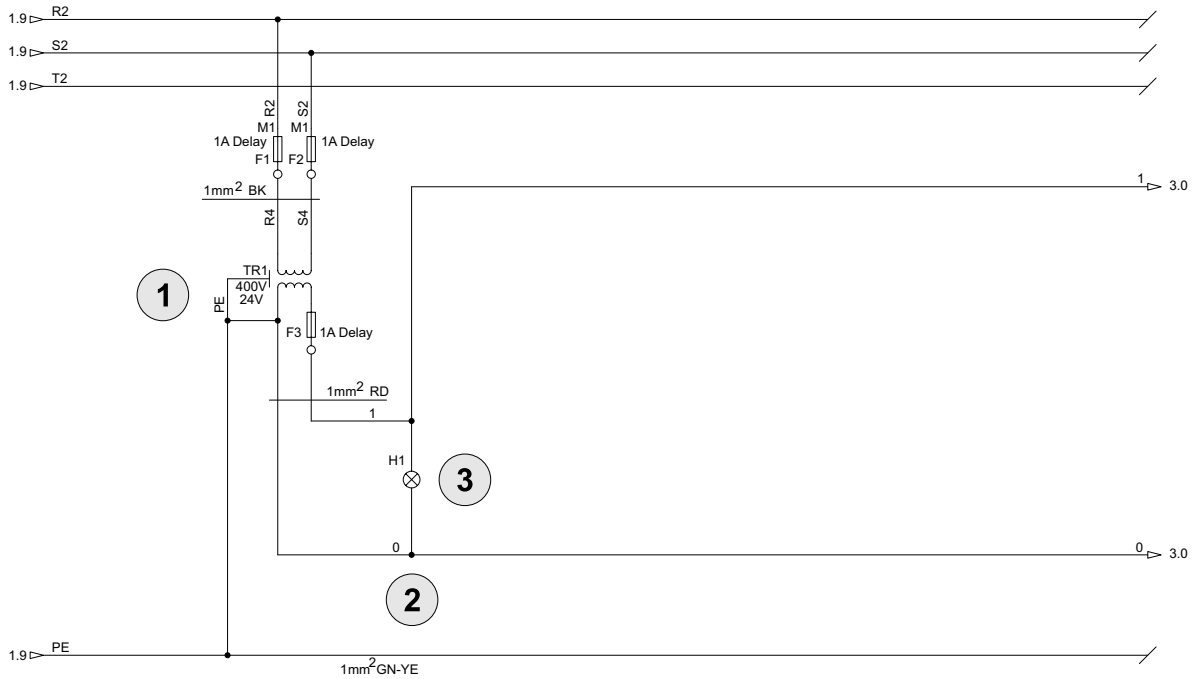 1.9 R2
1.9 S2
1.9 T2
R2 S2
M1 M1
1A Delay 1A Delay
F1 F2
1 3.0
1mm² BK
R4 S4
TR1
400V
24V
1
PE
F3 1A Delay
1mm² RD
1
H1
3
0 0 3.0
2
1.9 PE
1mm²GN-YE